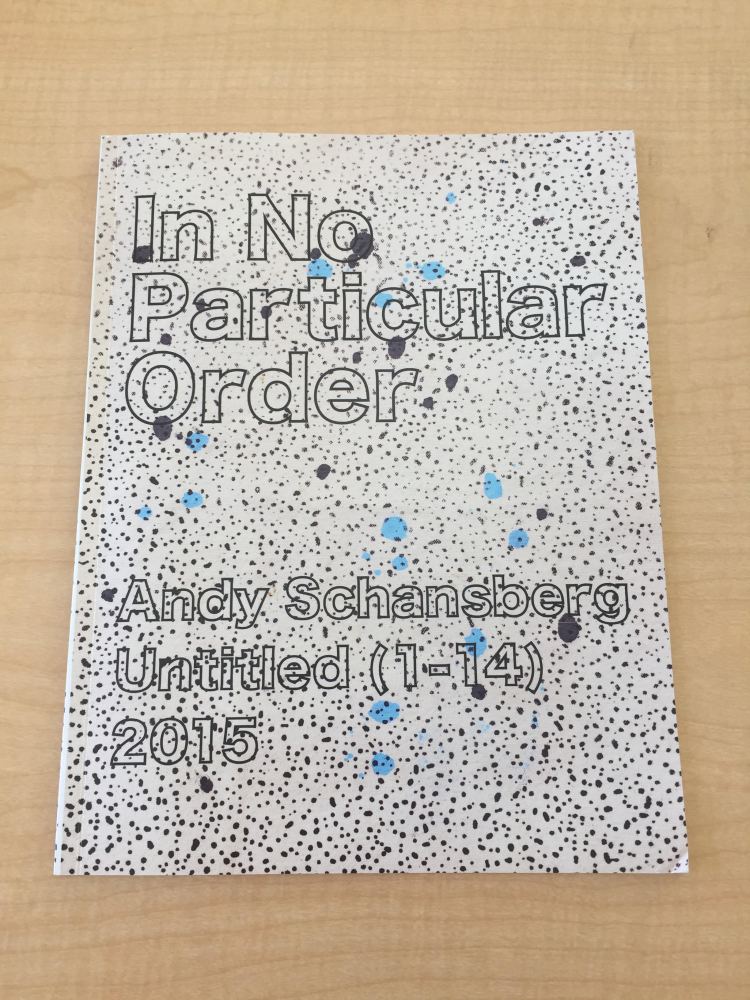 In No
Particular
Order
Andy Schansberg
Untitled (1-14)
2015